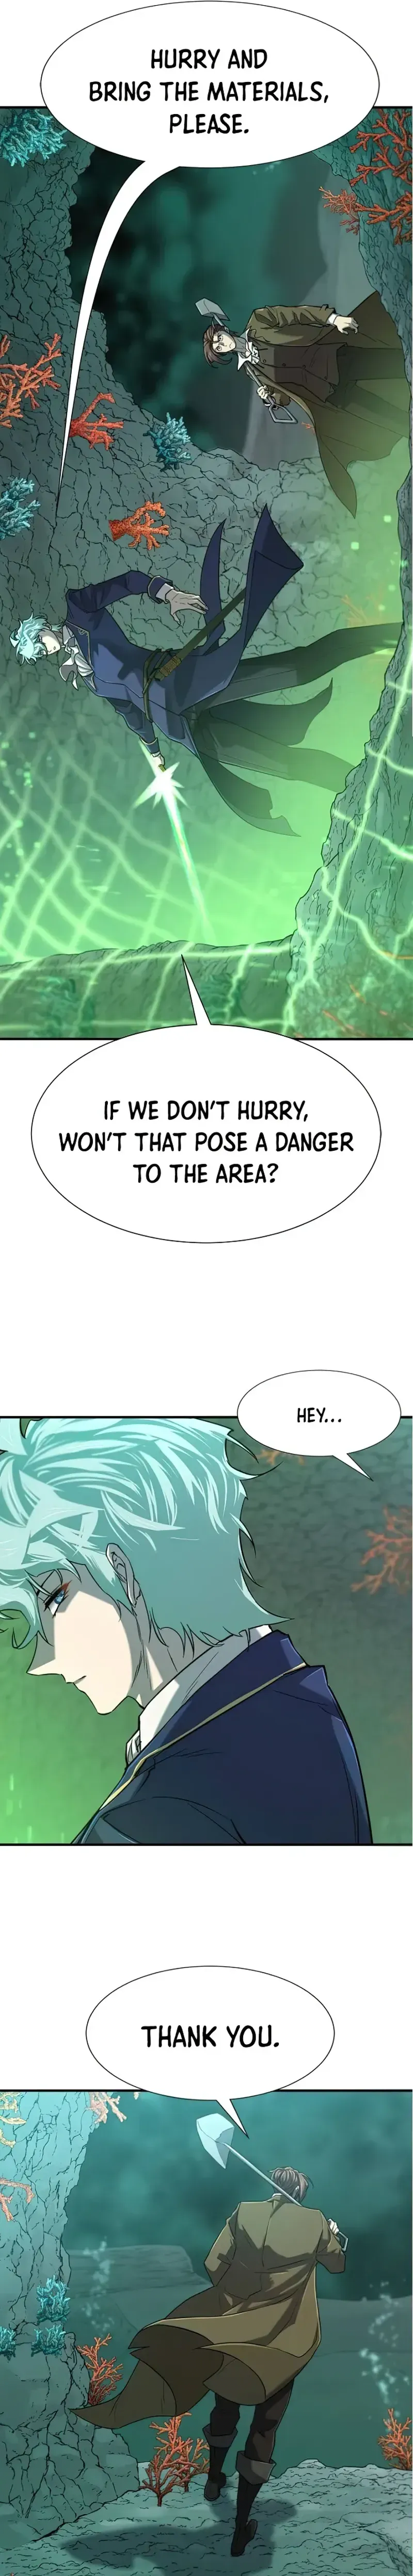 HURRY AND
BRING THE MATERIALS,
PLEASE.
IF WE DON'T HURRY,
WON'T THAT POSE A DANGER
TO THE AREA?
HEY...
THANK YOU.